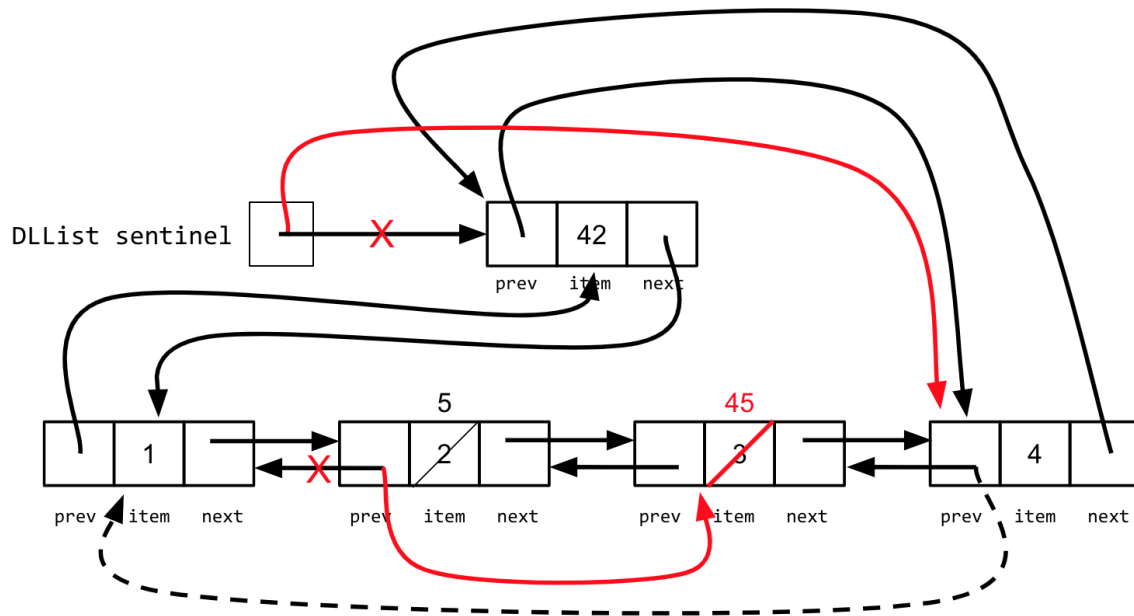 DLList sentinel X 42
prev item next
5 45
1 X 2 3 4
prev item next prev item next prev item next prev item next